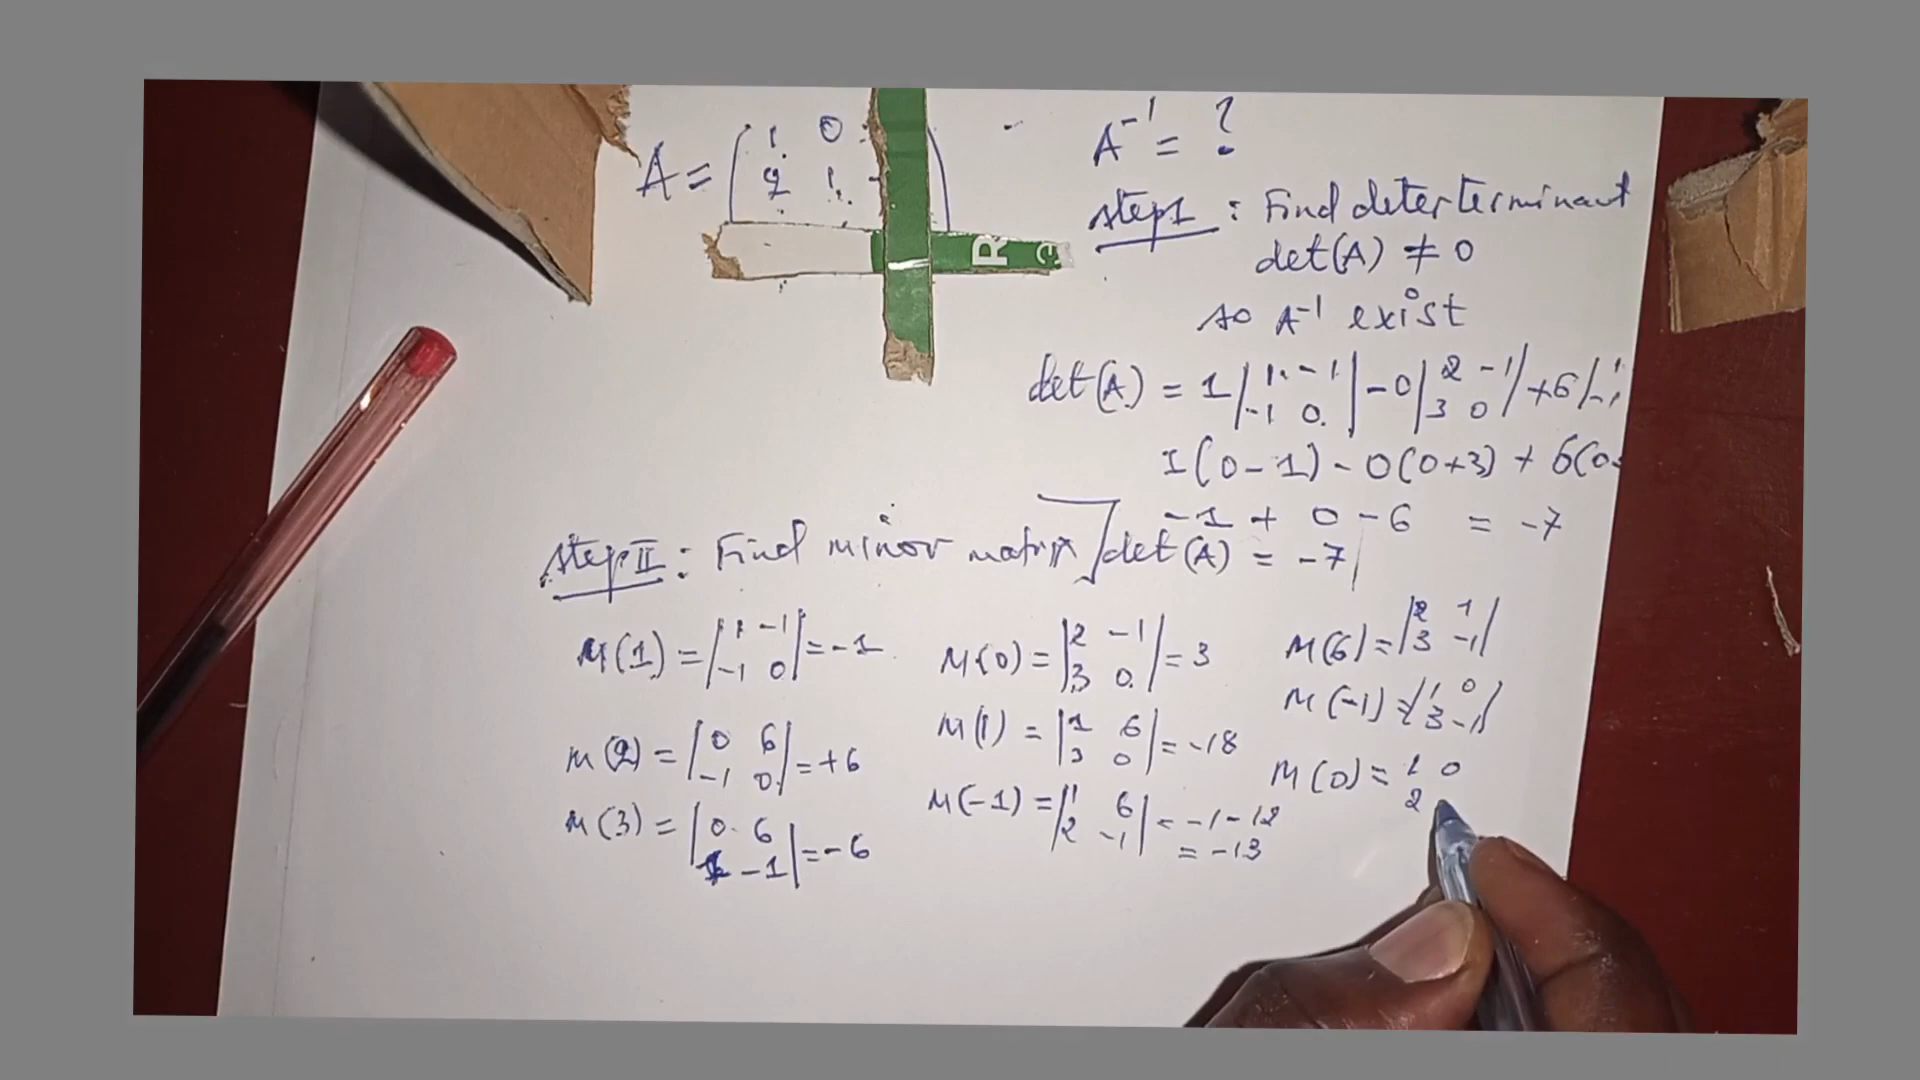 A = ( 1 0
2 1 - )
A⁻¹ = ?
step1 : Find deterterminant
det(A) ≠ 0
so A⁻¹ exist
det(A) = 1 |1 -1| - 0 |2 -1| + 6
|-1 0| |3 0|
1(0-1) - 0(0+3) + 6(0
-1 + 0 - 6 = -7
step II : Find minor matrix det(A) = -7
M(1) = |1 -1| = -1 M(0) = |2 -1| = 3 M(6) = |2 1|
|-1 0| |3 0| |3 -1|
M(2) = |0 6| = +6 M(1) = |1 6| = -18 M(-1) = |1 0|
|-1 0| |3 0| |3 -1|
M(3) = |0 6| = -6 M(-1) = |1 6| = -1-12 M(0) = 1 0
|1 -1| |2 -1| = -13 2
R e